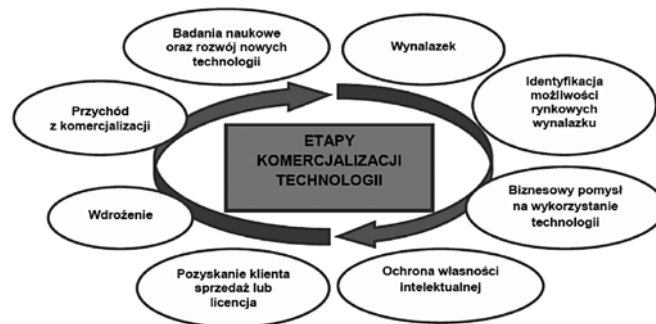 Badania naukowe
oraz rozwój nowych
technologii
Wynalazek
Identyfikacja
możliwości
rynkowych
wynalazku
Biznesowy pomysł
na wykorzystanie
technologii
Ochrona własności
intelektualnej
Pozyskanie klienta
sprzedaż lub
licencja
Wdrożenie
Przychód
z komercjalizacji
ETAPY
KOMERCJALIZACJI
TECHNOLOGII